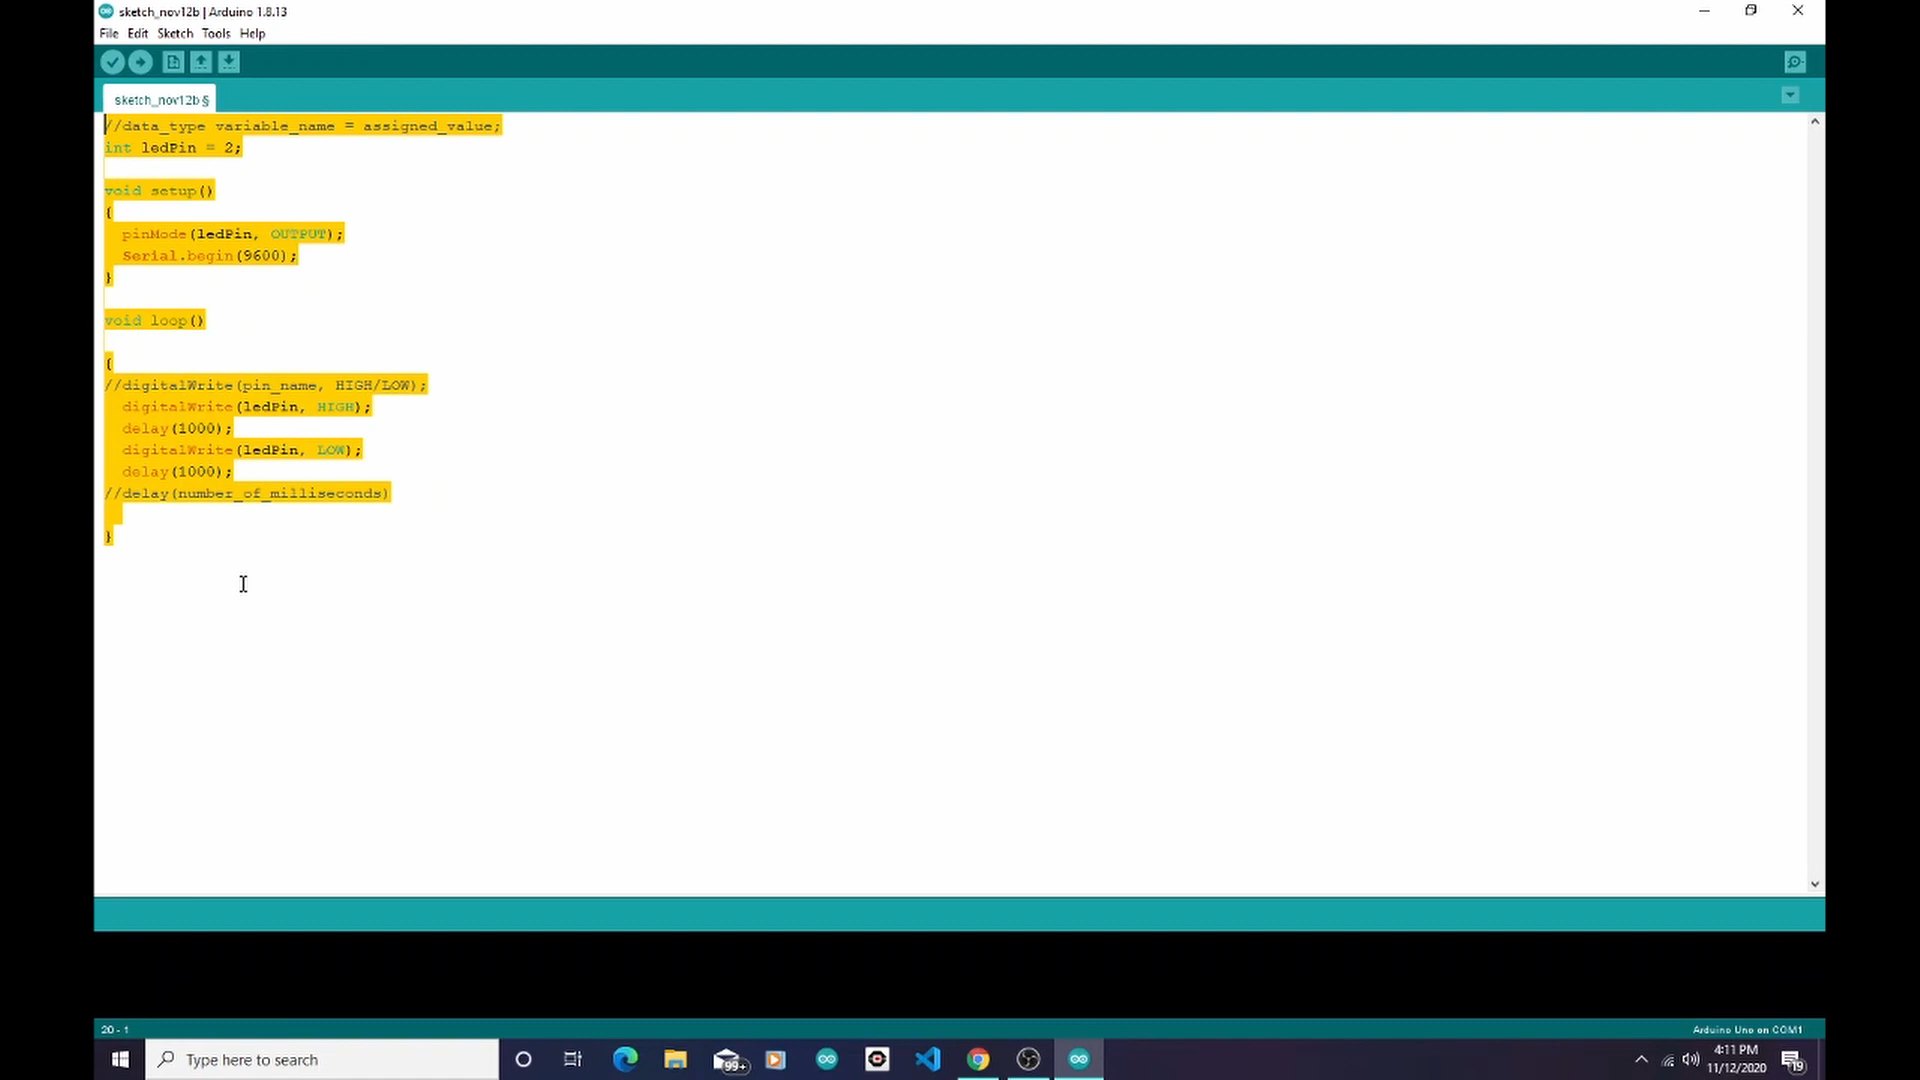 sketch_nov12b | Arduino 1.8.13
File Edit Sketch Tools Help
sketch_nov12b §
//data_type variable_name = assigned_value;
int ledPin = 2;
void setup()
{
pinMode(ledPin, OUTPUT);
Serial.begin(9600);
}
void loop()
{
//digitalWrite(pin_name, HIGH/LOW);
digitalWrite(ledPin, HIGH);
delay(1000);
digitalWrite(ledPin, LOW);
delay(1000);
//delay(number_of_milliseconds)
}
20 - 1
Arduino Uno on COM1
Type here to search
99+
4:11 PM
11/12/2020
19